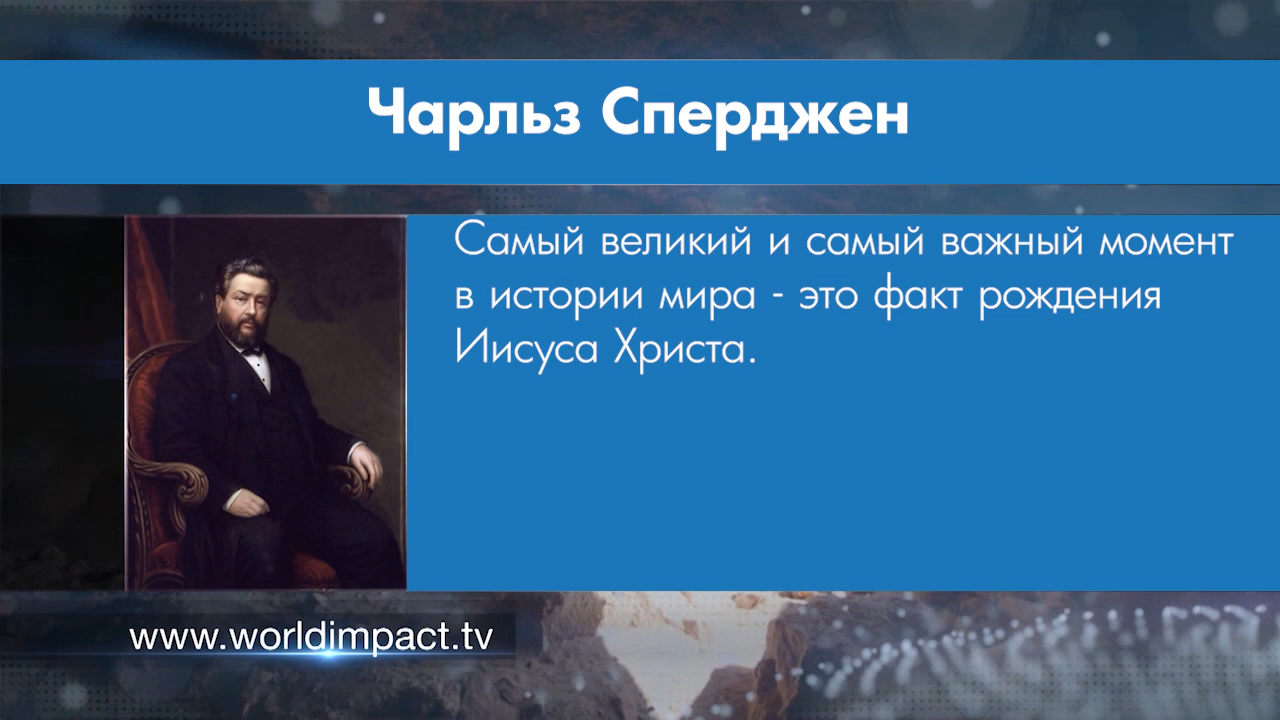 Чарльз Сперджен
Самый великий и самый важный момент
в истории мира - это факт рождения
Иисуса Христа.
www.worldimpact.tv